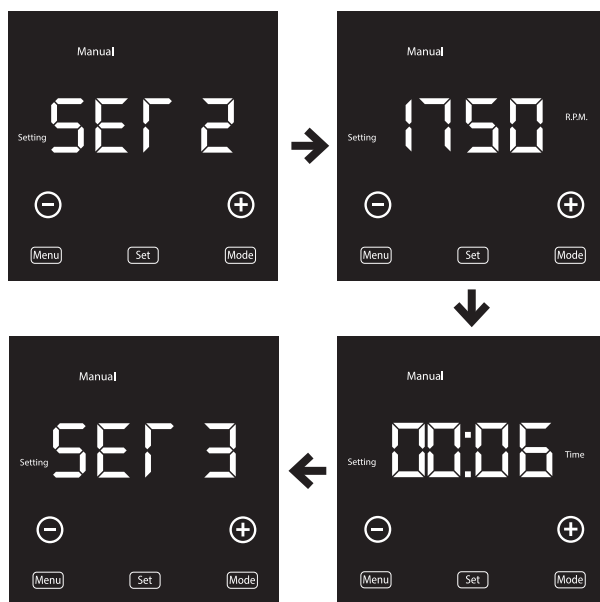 Manual
Setting SET 2
Menu Set Mode
Manual
Setting 1750 R.P.M.
Menu Set Mode
Manual
Setting 00:06 Time
Menu Set Mode
Manual
Setting SET 3
Menu Set Mode